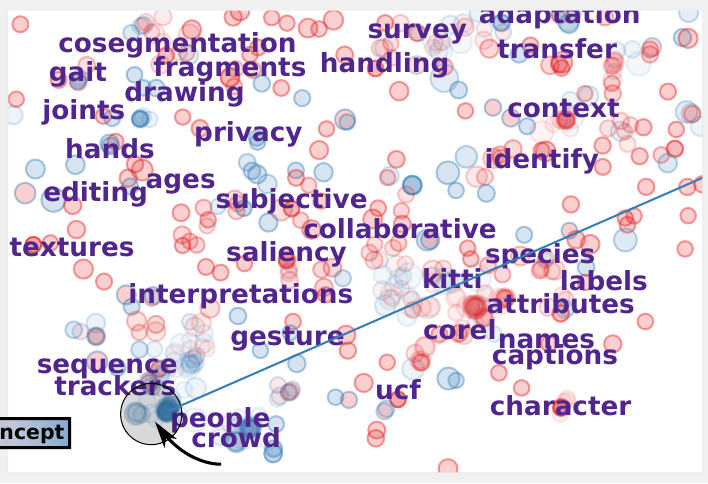 adaptation
survey
cosegmentation
transfer
handling
fragments
gait
drawing
context
joints
privacy
hands
identify
ages
editing
subjective
collaborative
textures
saliency
species
kitti
labels
interpretations
attributes
corel
gesture
names
captions
sequence
trackers
ucf
character
people
ncept
crowd